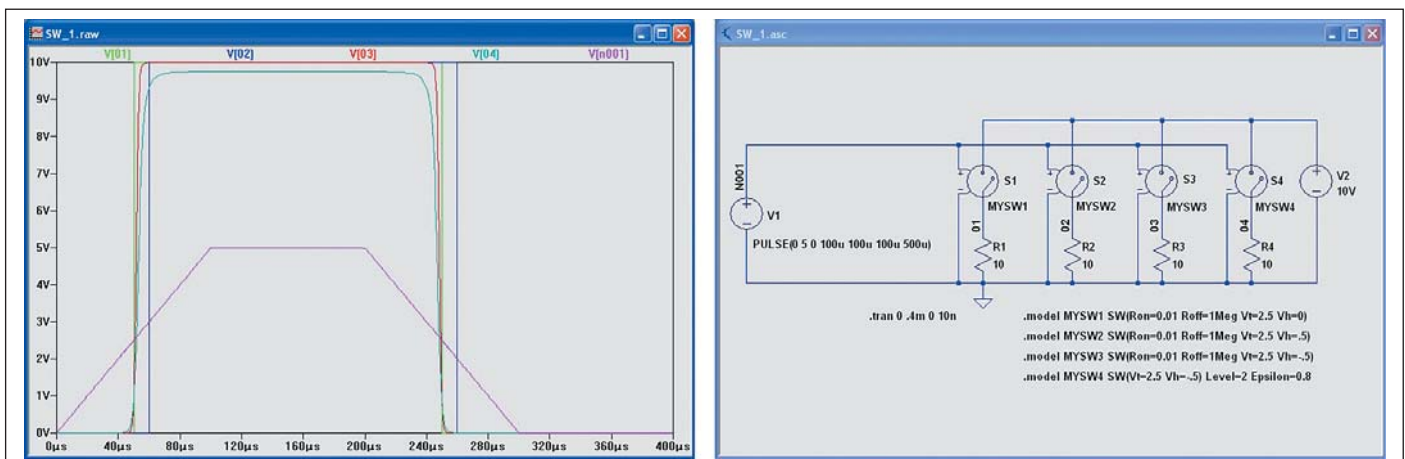 SW_1.raw
V[01] V[02] V[03] V[04] V[n001]
10V
9V
8V
7V
6V
5V
4V
3V
2V
1V
0V
0µs 40µs 80µs 120µs 160µs 200µs 240µs 280µs 320µs 360µs 400µs
SW_1.asc
N001
V1
PULSE(0 5 0 100u 100u 100u 500u)
S1
MYSW1
01
R1
10
S2
MYSW2
02
R2
10
S3
MYSW3
03
R3
10
S4
MYSW4
04
R4
10
V2
10V
.tran 0 .4m 0 10n
.model MYSW1 SW(Ron=0.01 Roff=1Meg Vt=2.5 Vh=0)
.model MYSW2 SW(Ron=0.01 Roff=1Meg Vt=2.5 Vh=.5)
.model MYSW3 SW(Ron=0.01 Roff=1Meg Vt=2.5 Vh=-.5)
.model MYSW4 SW(Vt=2.5 Vh=-.5) Level=2 Epsilon=0.8